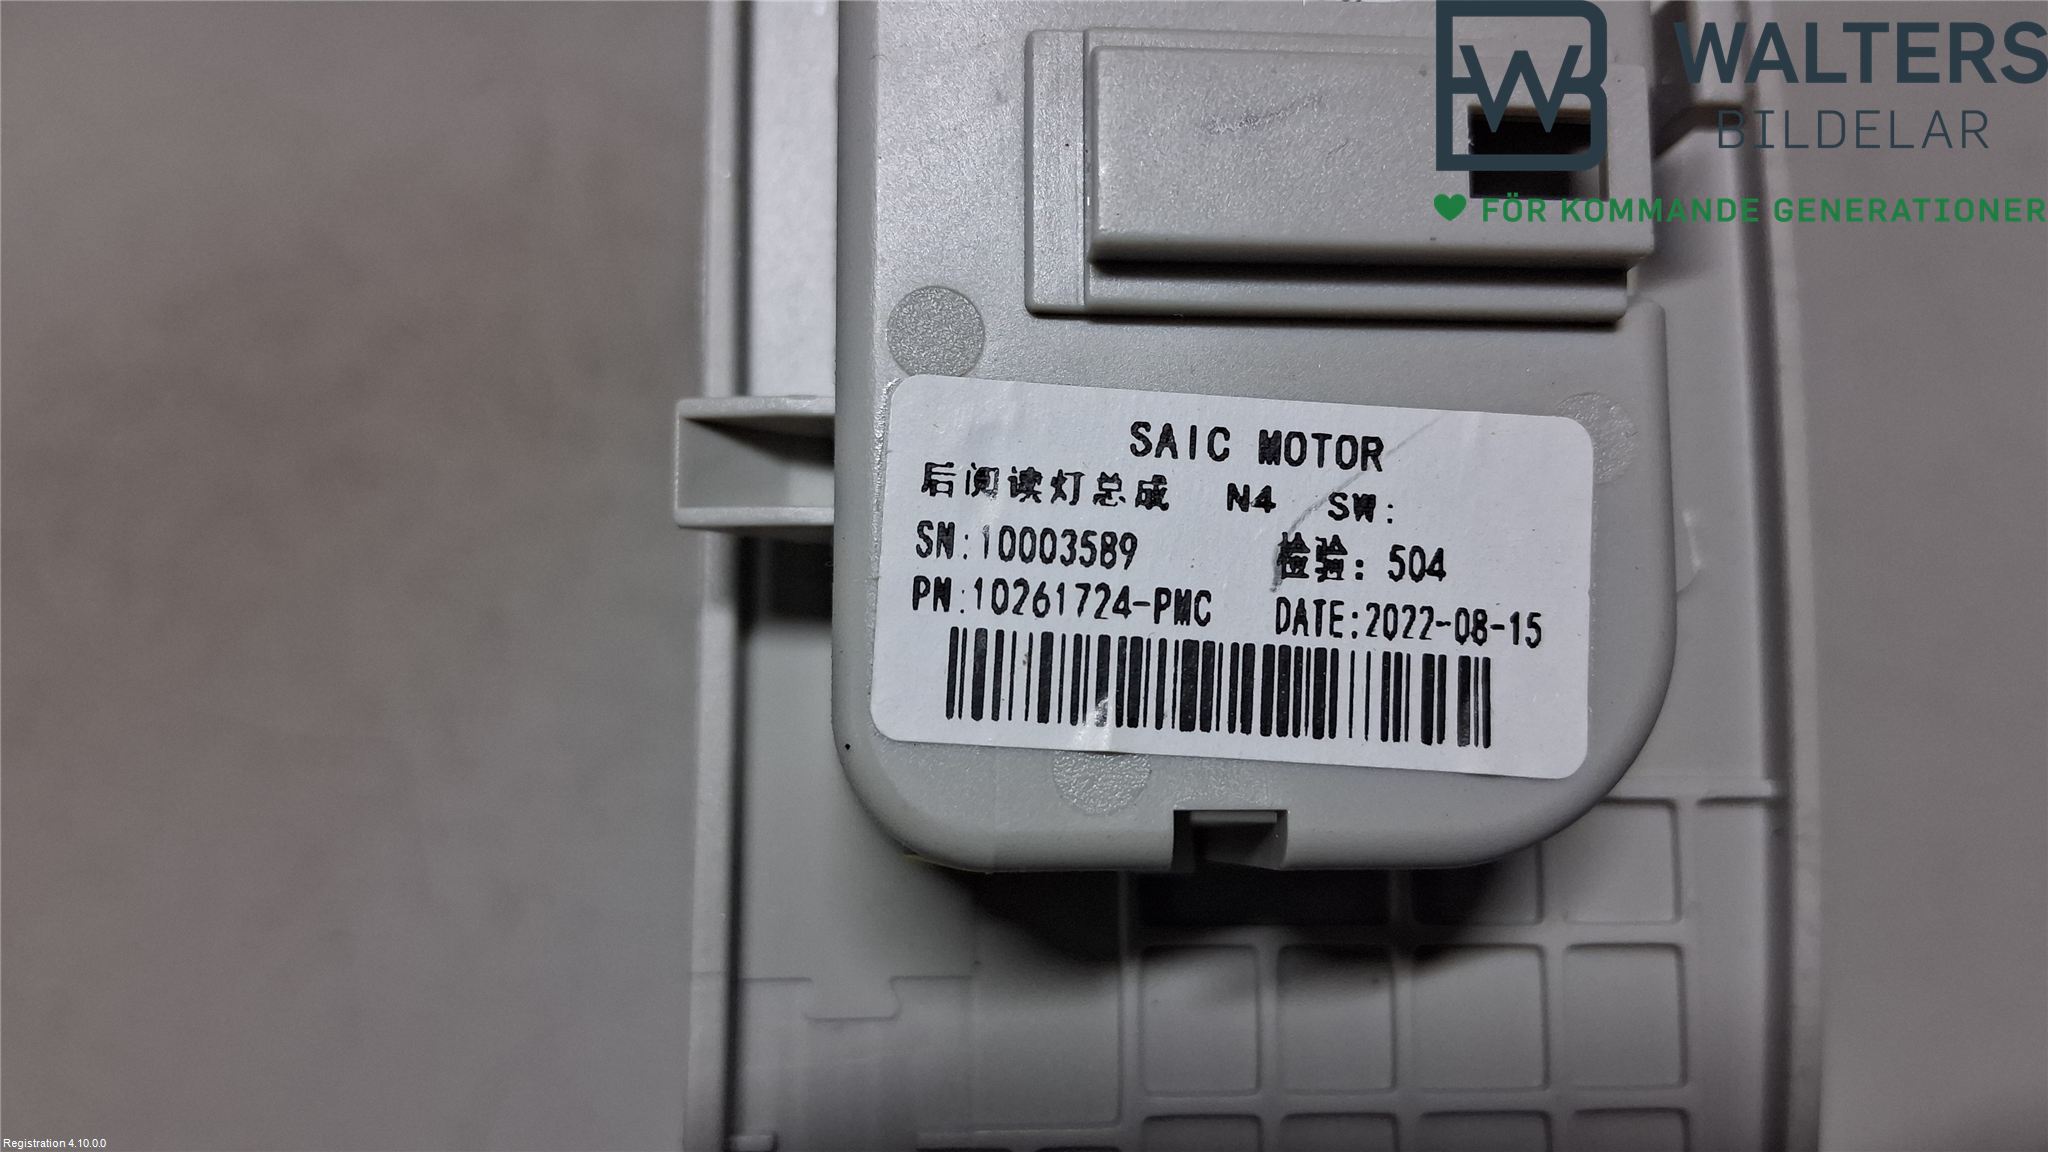 WALTERS
BILDELAR
FÖR KOMMANDE GENERATIONER
SAIC MOTOR
后阅读灯总成 N4 SW:
SN:10003589 检验: 504
PN:10261724-PMC DATE:2022-08-15
Registration 4.10.0.0